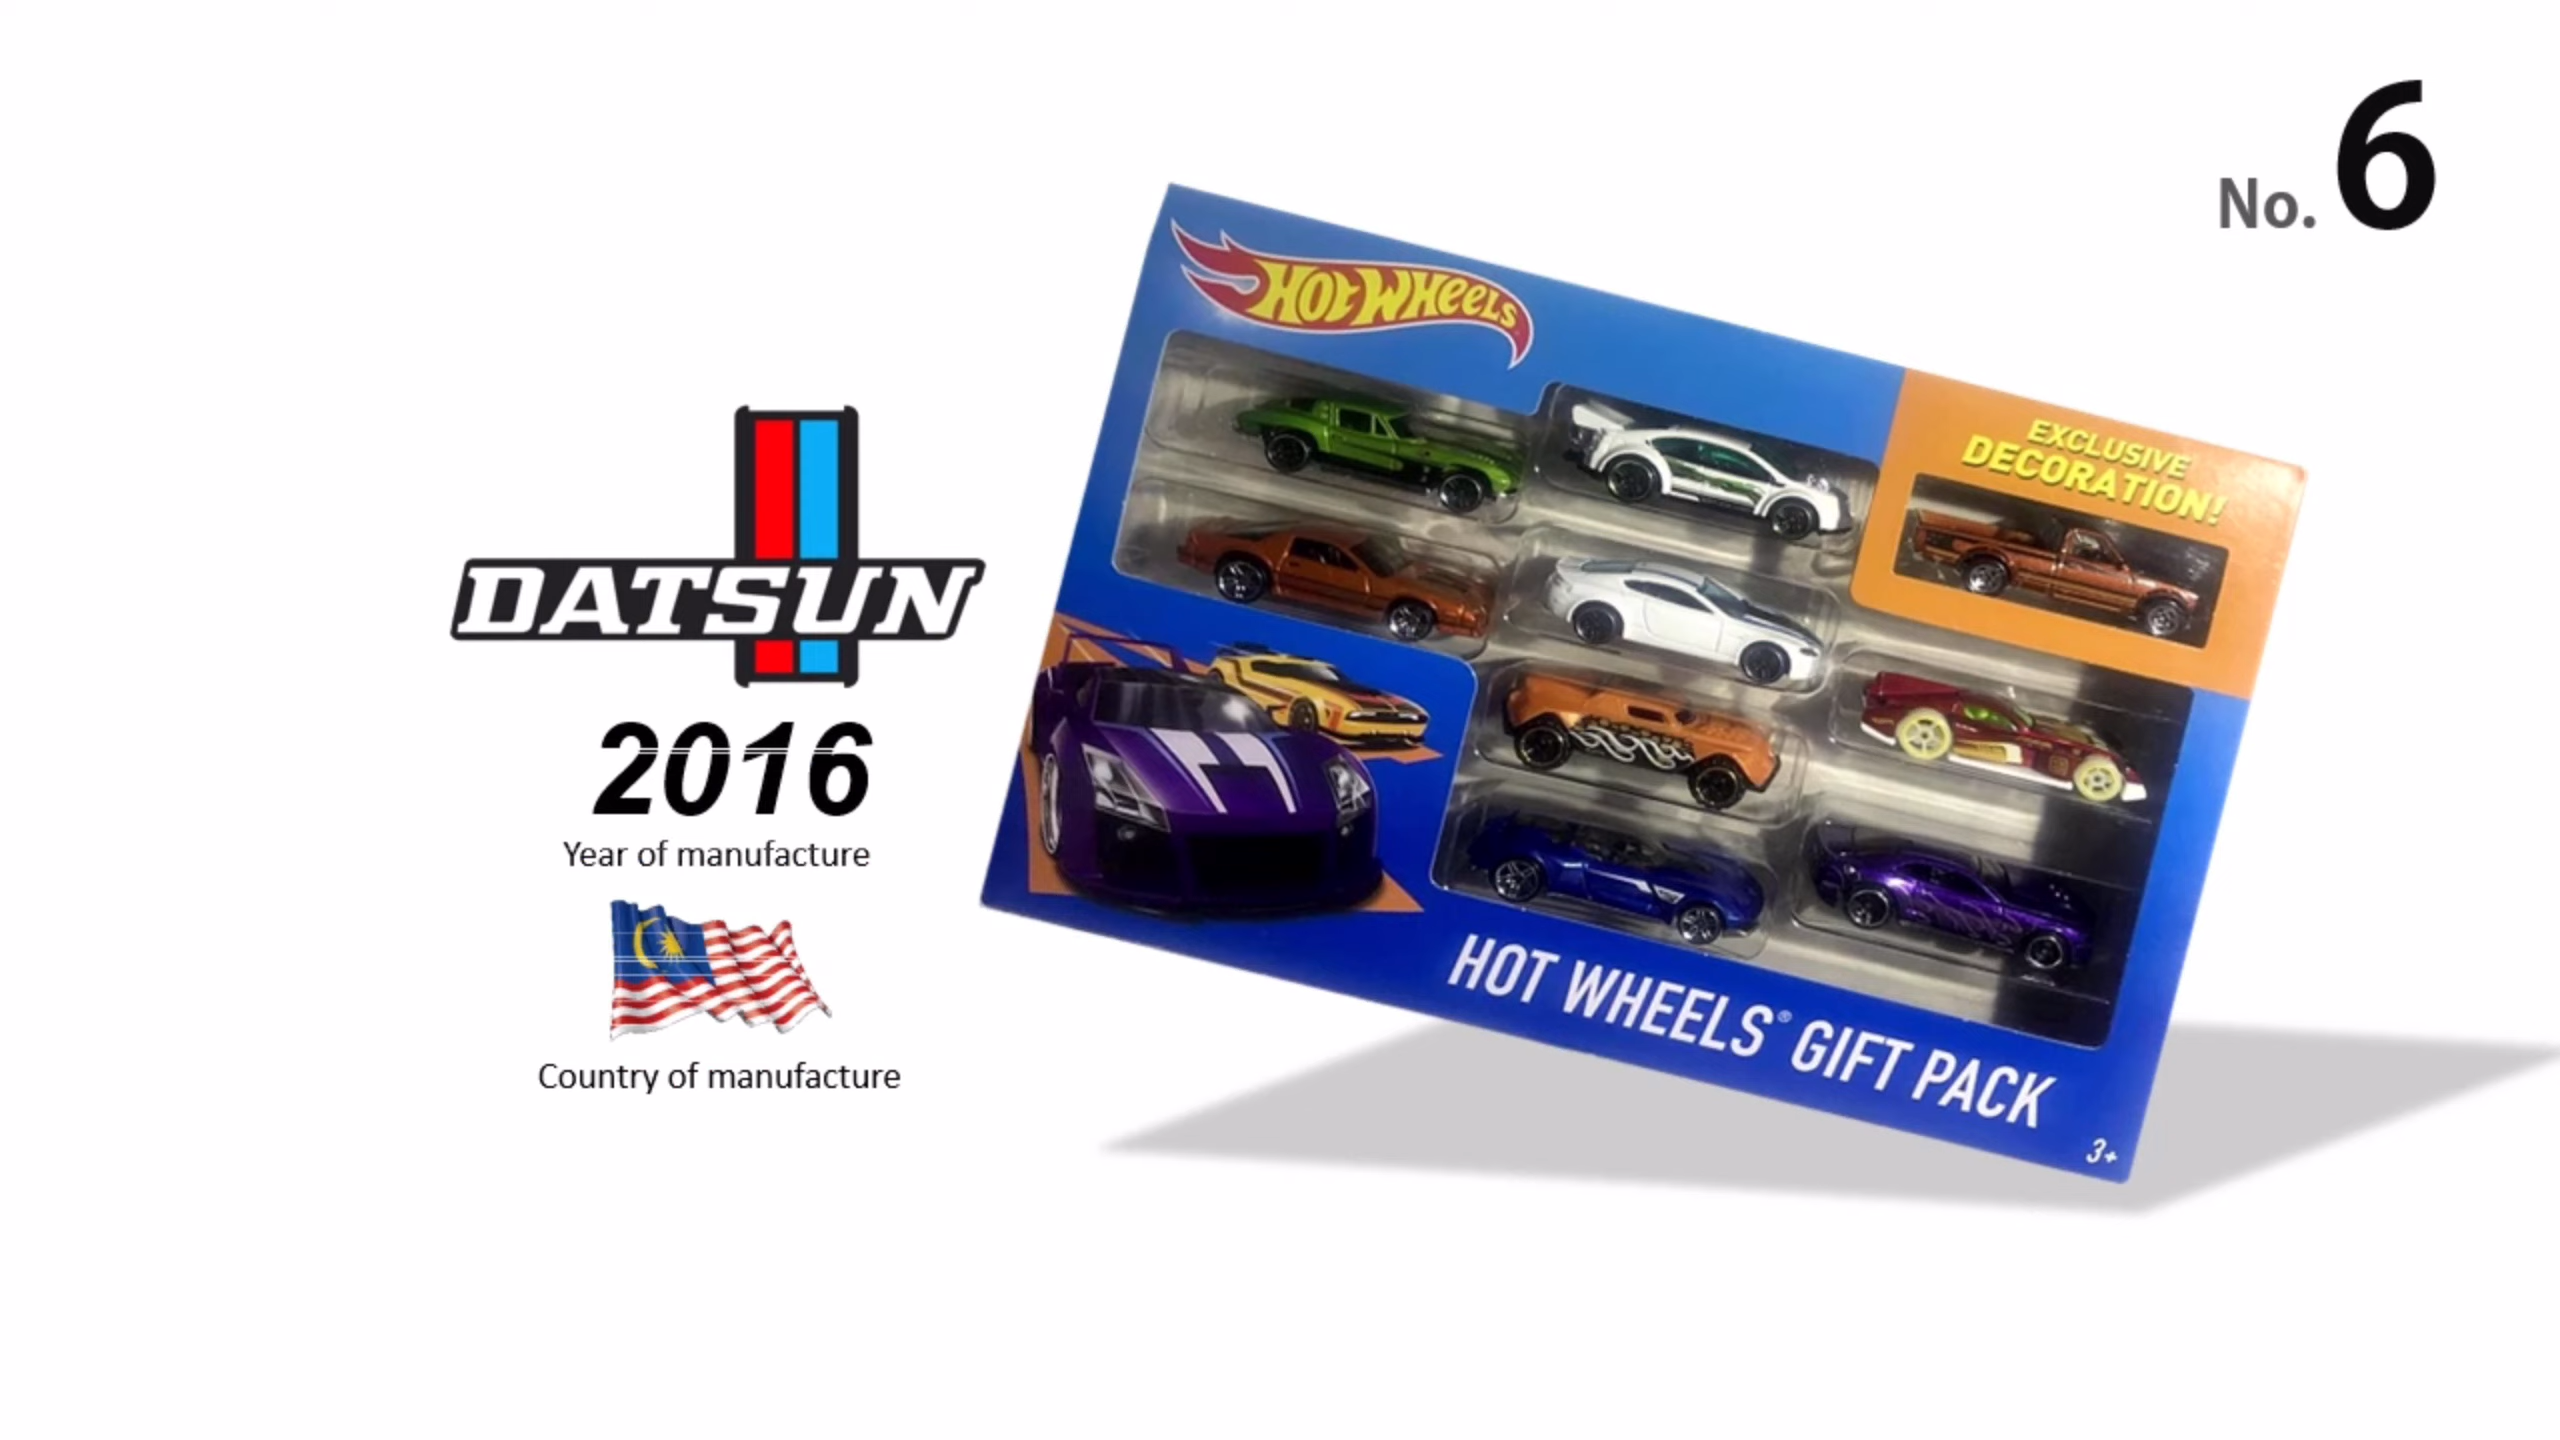 No. 6
HOT WHEELS
EXCLUSIVE
DECORATION!
DATSUN
2016
Year of manufacture
Country of manufacture
HOT WHEELS® GIFT PACK
3+